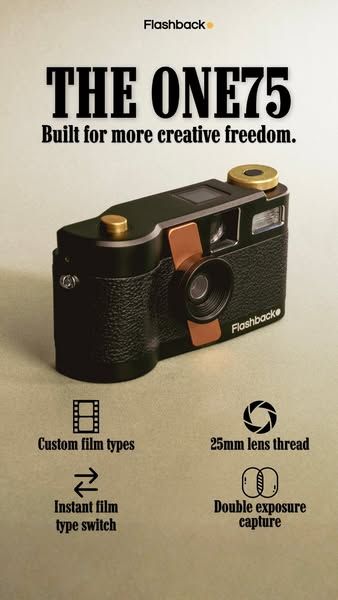 Flashback
THE ONE75
Built for more creative freedom.
Flashback
Custom film types
25mm lens thread
Instant film
type switch
Double exposure
capture